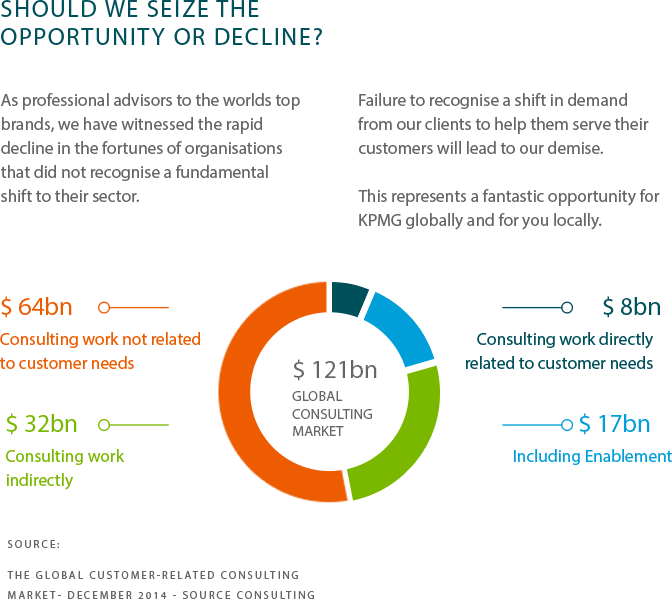 SHOULD WE SEIZE THE
OPPORTUNITY OR DECLINE?
As professional advisors to the worlds top
brands, we have witnessed the rapid
decline in the fortunes of organisations
that did not recognise a fundamental
shift to their sector.
Failure to recognise a shift in demand
from our clients to help them serve their
customers will lead to our demise.
This represents a fantastic opportunity for
KPMG globally and for you locally.
$ 64bn
Consulting work not related
to customer needs
$ 32bn
Consulting work
indirectly
$ 121bn
GLOBAL
CONSULTING
MARKET
$ 8bn
Consulting work directly
related to customer needs
$ 17bn
Including Enablement
SOURCE:
THE GLOBAL CUSTOMER-RELATED CONSULTING
MARKET- DECEMBER 2014 - SOURCE CONSULTING